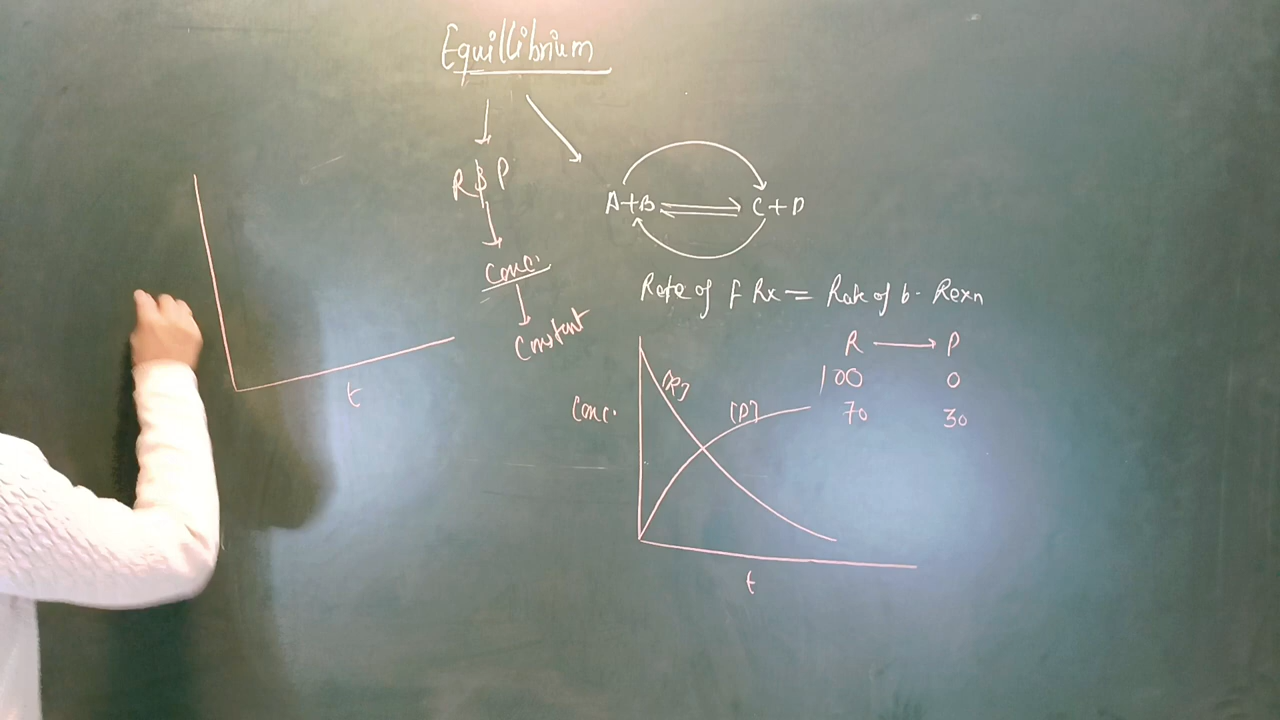 Equillibrium
R & P
Conc.
Constant
A+B ⇌ C+D
Rate of F Rx = Rate of b. Rexn
R → P
100 0
70 30
Conc.
[R]
[P]
t
t